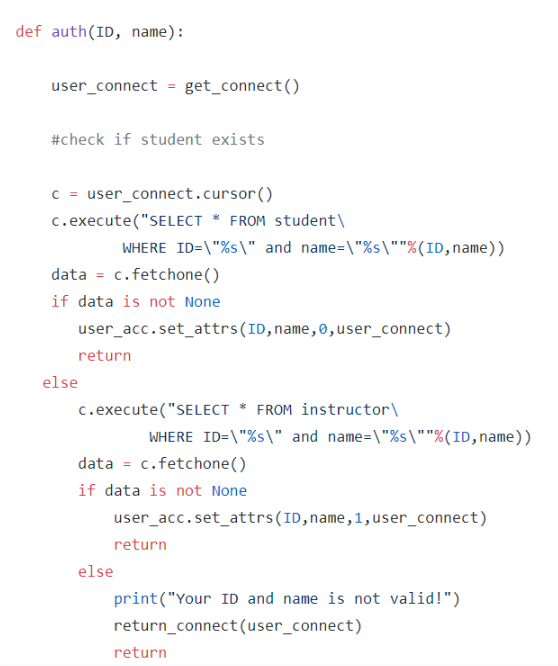 def auth(ID, name):
user_connect = get_connect()
#check if student exists
c = user_connect.cursor()
c.execute("SELECT * FROM student\
WHERE ID=\"%s\" and name=\"%s\""%(ID,name))
data = c.fetchone()
if data is not None
user_acc.set_attrs(ID,name,0,user_connect)
return
else
c.execute("SELECT * FROM instructor\
WHERE ID=\"%s\" and name=\"%s\""%(ID,name))
data = c.fetchone()
if data is not None
user_acc.set_attrs(ID,name,1,user_connect)
return
else
print("Your ID and name is not valid!")
return_connect(user_connect)
return